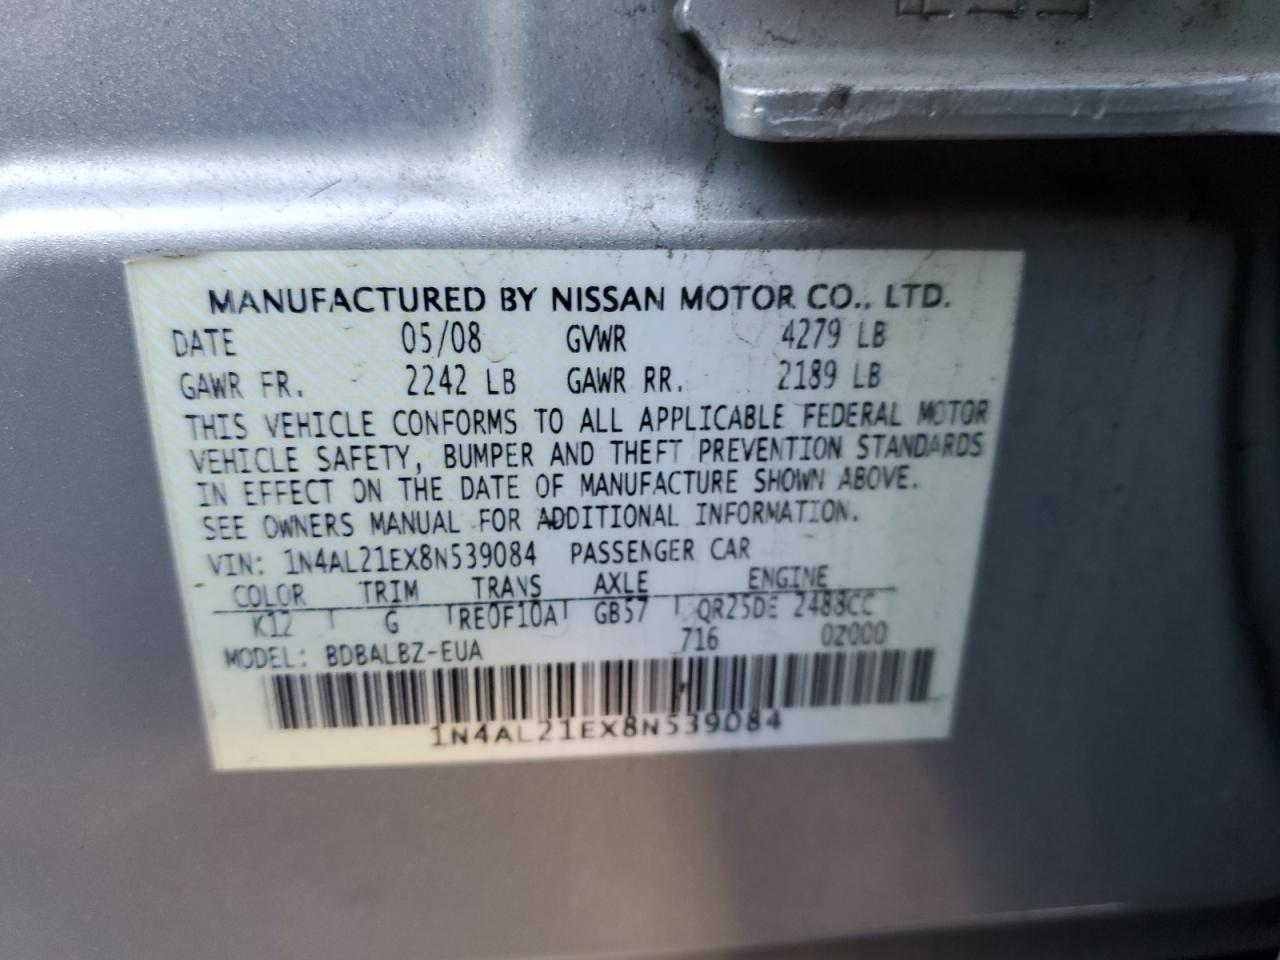 MANUFACTURED BY NISSAN MOTOR CO., LTD.
DATE 05/08 GVWR 4279 LB
GAWR FR. 2242 LB GAWR RR. 2189 LB
THIS VEHICLE CONFORMS TO ALL APPLICABLE FEDERAL MOTOR
VEHICLE SAFETY, BUMPER AND THEFT PREVENTION STANDARDS
IN EFFECT ON THE DATE OF MANUFACTURE SHOWN ABOVE.
SEE OWNERS MANUAL FOR ADDITIONAL INFORMATION.
VIN: 1N4AL21EX8N539084 PASSENGER CAR
COLOR TRIM TRANS AXLE ENGINE
K12 G RE0F10A GB57 QR25DE 2488CC
716 02000
MODEL: BDBALBZ-EUA
1N4AL21EX8N539084